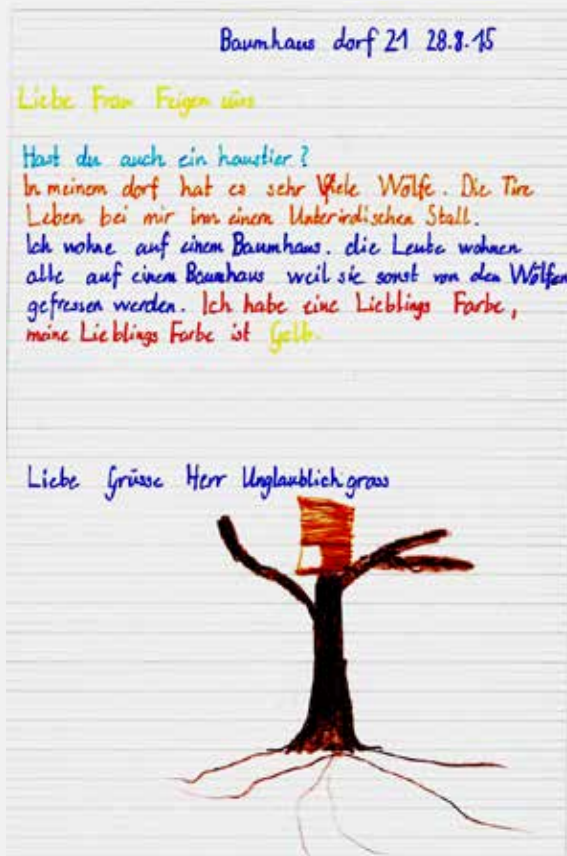 Baumhaus dorf 21 28.8.15
Liebe Frau Feigen süss
Hast du auch ein haustier?
In meinem dorf hat es sehr Viele Wölfe. Die Tire
Leben bei mir inn einem Unterirdischen Stall.
Ich wohne auf einem Baumhaus. die Leute wohnen
alle auf einem Baumhaus weil sie sonst von den Wölfen
gefressen werden. Ich habe eine Lieblings Farbe,
meine Lieblings Farbe ist Gelb.
Liebe Grüsse Herr Unglaublich gross